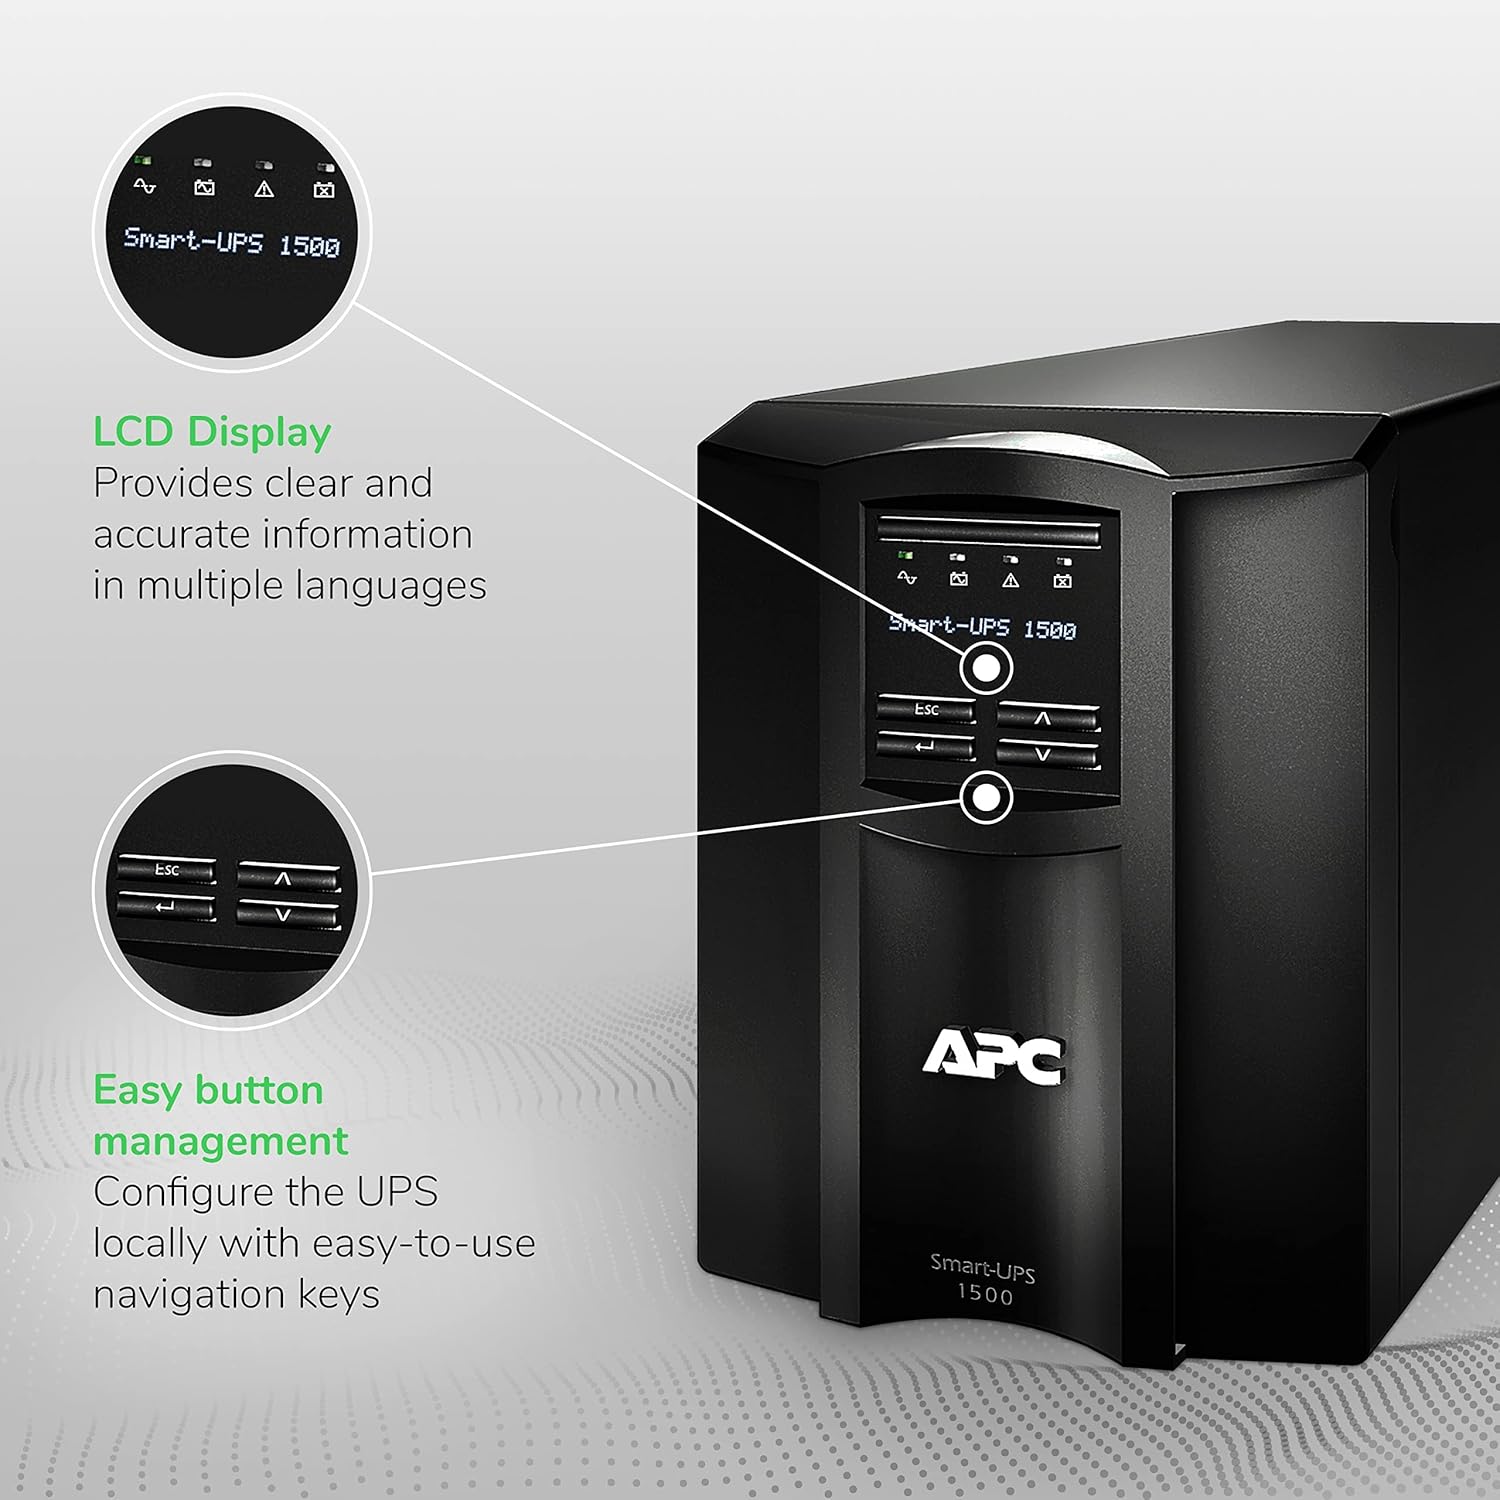 Smart-UPS 1500
LCD Display
Provides clear and
accurate information
in multiple languages
Esc
Easy button
management
Configure the UPS
locally with easy-to-use
navigation keys
Smart-UPS 1500
Esc
APC
Smart-UPS
1500